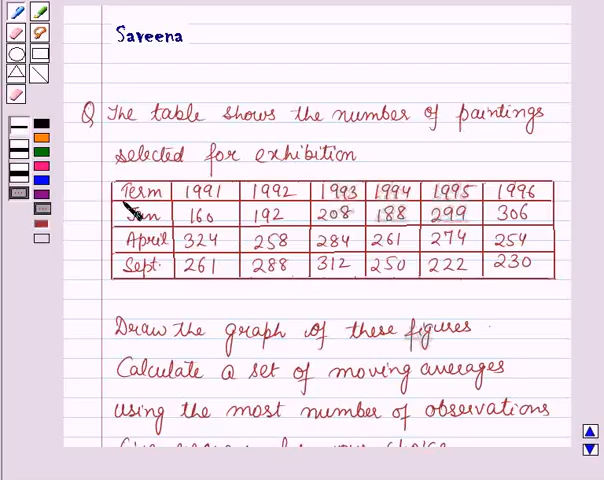 Saveena
Q The table shows the number of paintings
selected for exhibition
Term 1991 1992 1993 1994 1995 1996
Jan 160 192 208 188 299 306
April 324 258 284 261 274 254
Sept. 261 288 312 250 222 230
Draw the graph of these figures.
Calculate a set of moving averages
using the most number of observations